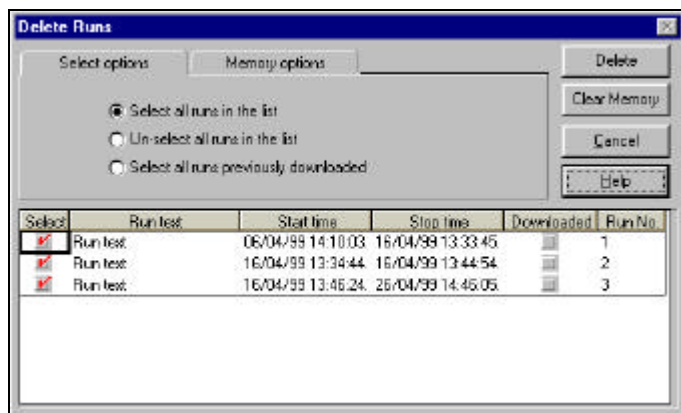 Delete Runs
Select options Memory options
Select all runs in the list
Un-select all runs in the list
Select all runs previously downloaded
Delete
Clear Memory
Cancel
Help
Select Run text Start time Stop time Downloaded Run No.
Run text 06/04/99 14:10:03. 16/04/99 13:33:45. 1
Run text 16/04/99 13:34:44. 16/04/99 13:44:54. 2
Run text 16/04/99 13:46:24. 26/04/99 14:46:05. 3